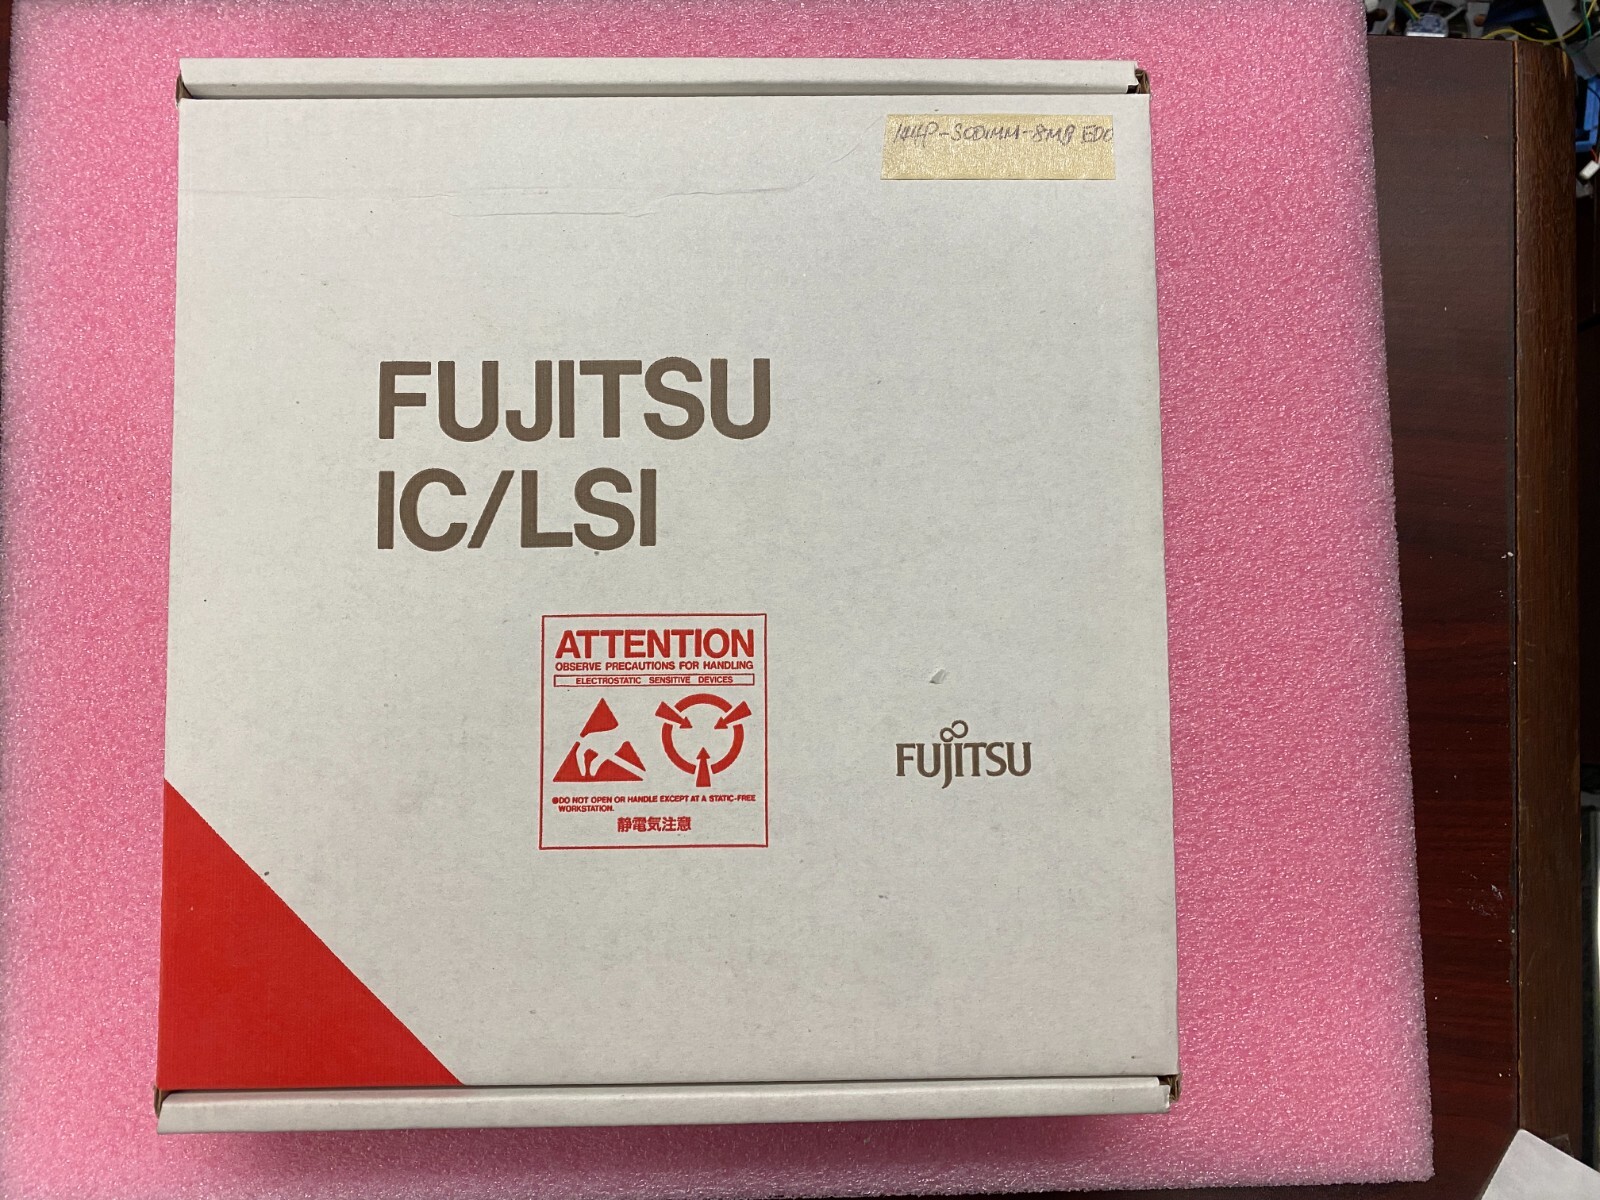 144P-SODIMM-8MB EDO
FUJITSU
IC/LSI
ATTENTION
OBSERVE PRECAUTIONS FOR HANDLING
ELECTROSTATIC SENSITIVE DEVICES
●DO NOT OPEN OR HANDLE EXCEPT AT A STATIC-FREE
WORKSTATION.
静電気注意
FUJITSU